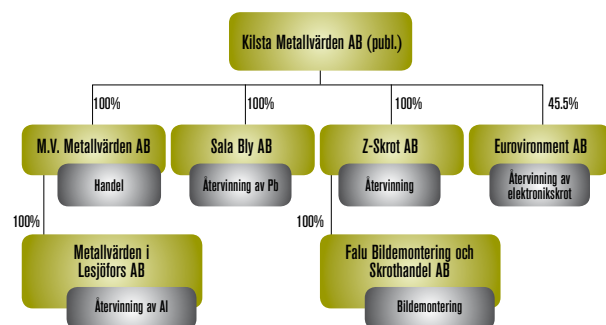 Kilsta Metallvärden AB (publ.)
100%
100%
100%
45.5%
M.V. Metallvärden AB
Sala Bly AB
Z-Skrot AB
Eurovironment AB
Handel
Återvinning av Pb
Återvinning
Återvinning av
elektronikskrot
100%
100%
Metallvärden i
Lesjöfors AB
Falu Bildemontering och
Skrothandel AB
Återvinning av Al
Bildemontering